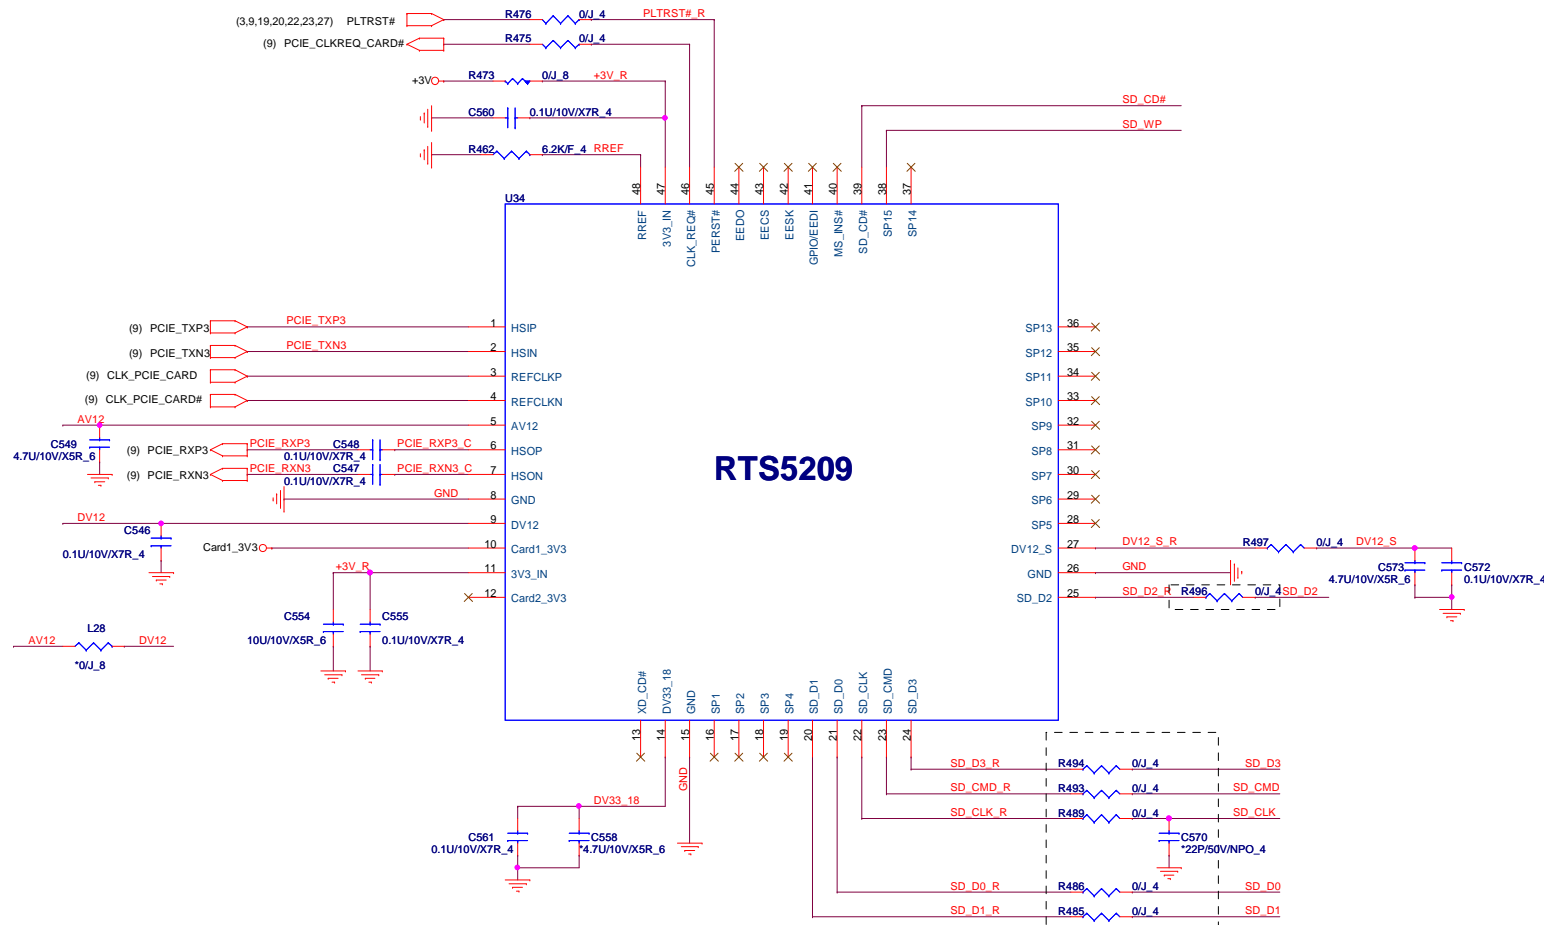 (3,9,19,20,22,23,27) PLTRST# R476 0/J_4 PLTRST#_R
(9) PCIE_CLKREQ_CARD# R475 0/J_4
+3V R473 0/J_8 +3V_R
C560 0.1U/10V/X7R_4
R462 6.2K/F_4 RREF
SD_CD#
SD_WP
48 47 46 45 44 43 42 41 40 39 38 37
U34
RREF 3V3_IN CLK_REQ# PERST# EEDO EECS EESK GPIO/EEDI MS_INS# SD_CD# SP15 SP14
(9) PCIE_TXP3 PCIE_TXP3 1 HSIP
(9) PCIE_TXN3 PCIE_TXN3 2 HSIN
(9) CLK_PCIE_CARD 3 REFCLKP
(9) CLK_PCIE_CARD# 4 REFCLKN
AV12 5 AV12
C549
4.7U/10V/X5R_6
(9) PCIE_RXP3 PCIE_RXP3 C548 0.1U/10V/X7R_4 PCIE_RXP3_C 6 HSOP
(9) PCIE_RXN3 PCIE_RXN3 C547 0.1U/10V/X7R_4 PCIE_RXN3_C 7 HSON
GND 8 GND
DV12 9 DV12
C546
0.1U/10V/X7R_4
Card1_3V3 10 Card1_3V3
+3V_R 11 3V3_IN
12 Card2_3V3
C554
10U/10V/X5R_6
C555
0.1U/10V/X7R_4
AV12 L28 DV12
*0/J_8
RTS5209
SP13 36
SP12 35
SP11 34
SP10 33
SP9 32
SP8 31
SP7 30
SP6 29
SP5 28
DV12_S 27 DV12_S_R R497 0/J_4 DV12_S
GND 26 GND
SD_D2 25 SD_D2_R R496 0/J_4 SD_D2
C573
4.7U/10V/X5R_6
C572
0.1U/10V/X7R_4
XD_CD# DV33_18 GND SP1 SP2 SP3 SP4 SD_D1 SD_D0 SD_CLK SD_CMD SD_D3
13 14 15 16 17 18 19 20 21 22 23 24
GND
DV33_18
C561
0.1U/10V/X7R_4
C558
*4.7U/10V/X5R_6
SD_D3_R R494 0/J_4 SD_D3
SD_CMD_R R493 0/J_4 SD_CMD
SD_CLK_R R489 0/J_4 SD_CLK
C570
*22P/50V/NPO_4
SD_D0_R R486 0/J_4 SD_D0
SD_D1_R R485 0/J_4 SD_D1